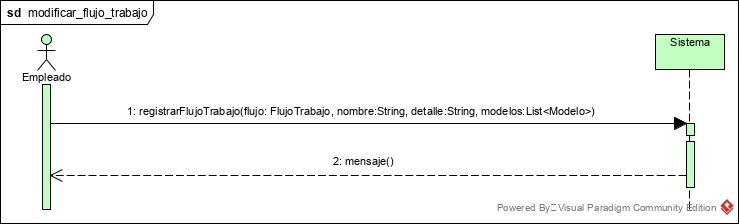 sd modificar_flujo_trabajo
Empleado
Sistema
1: registrarFlujoTrabajo(flujo: FlujoTrabajo, nombre:String, detalle:String, modelos:List<Modelo>)
2: mensaje()
Powered By Visual Paradigm Community Edition